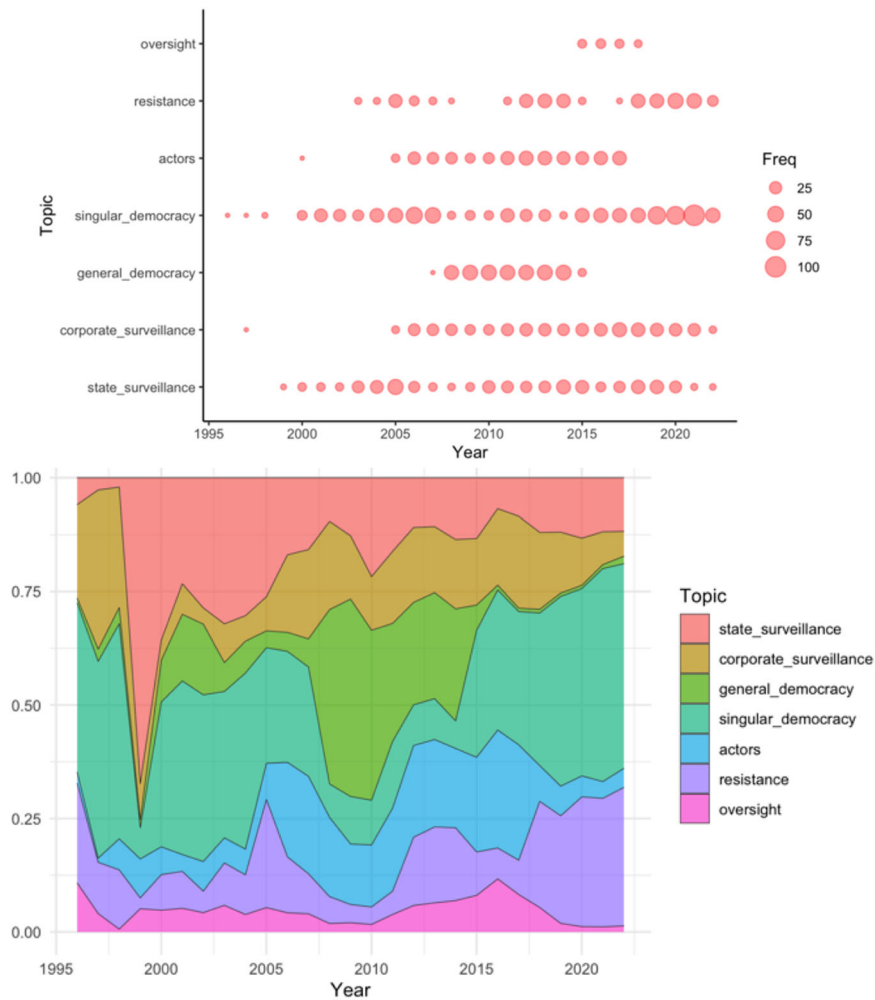 oversight
resistance
actors
singular_democracy
general_democracy
corporate_surveillance
state_surveillance
Topic
1995 2000 2005 2010 2015 2020
Year
Freq
25
50
75
100
1.00
0.75
0.50
0.25
0.00
1995 2000 2005 2010 2015 2020
Year
Topic
state_surveillance
corporate_surveillance
general_democracy
singular_democracy
actors
resistance
oversight